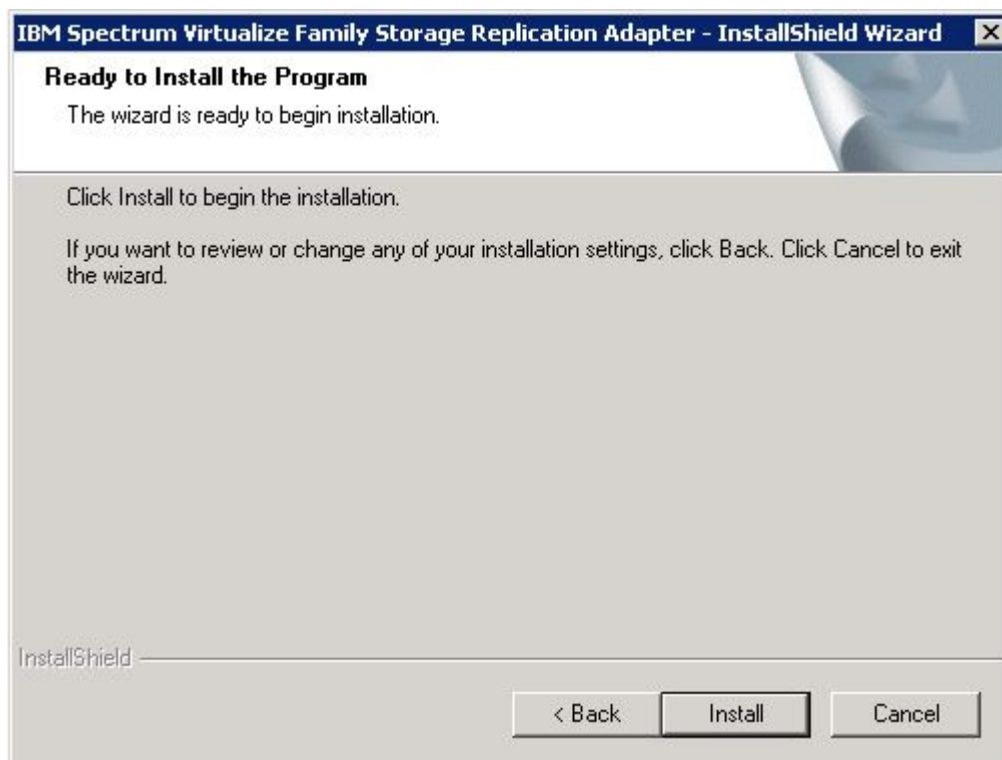 IBM Spectrum Virtualize Family Storage Replication Adapter - InstallShield Wizard
Ready to Install the Program
The wizard is ready to begin installation.
Click Install to begin the installation.
If you want to review or change any of your installation settings, click Back. Click Cancel to exit
the wizard.
InstallShield
< Back
Install
Cancel